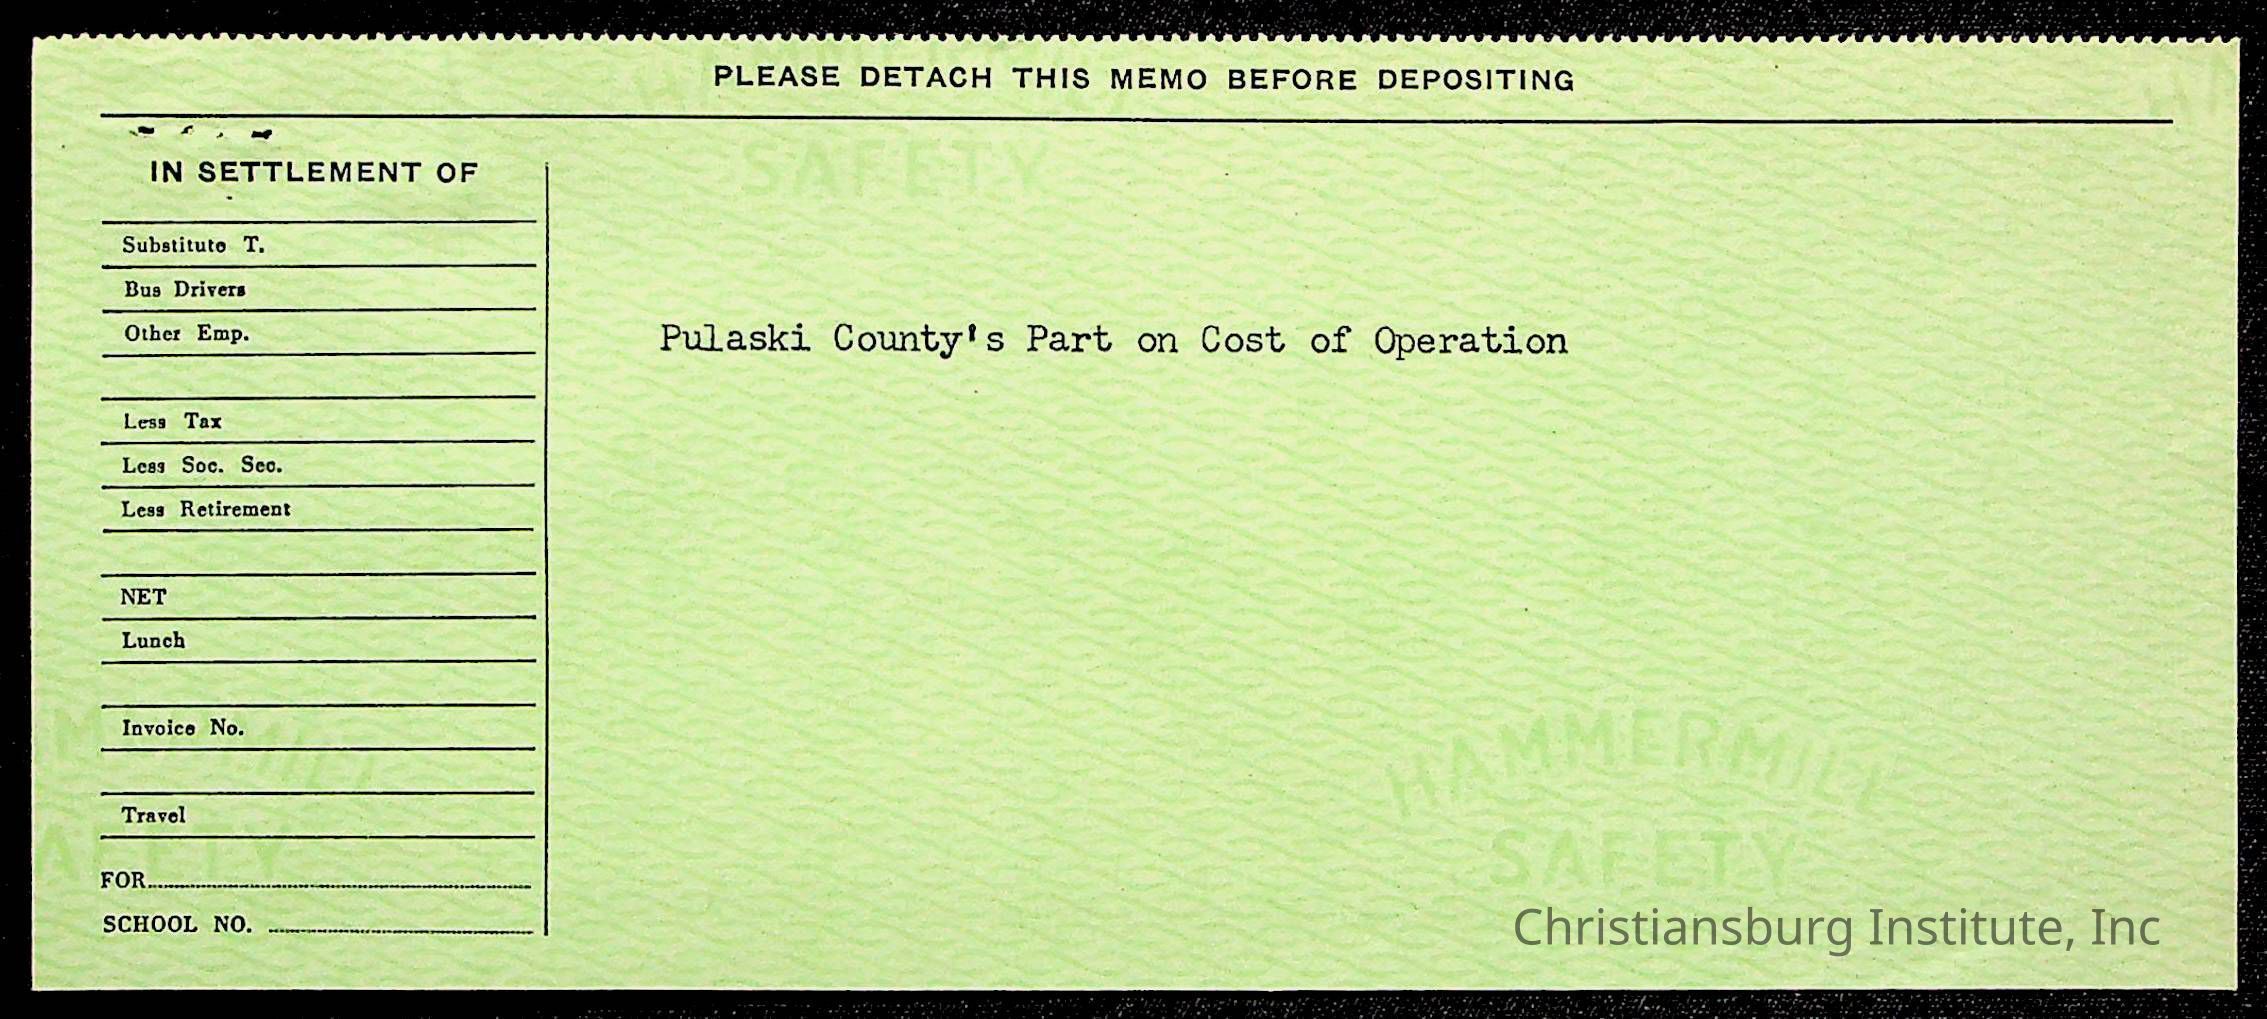 PLEASE DETACH THIS MEMO BEFORE DEPOSITING
SAFETY
IN SETTLEMENT OF
Substitute T.
Bus Drivers
Other Emp.
Pulaski County's Part on Cost of Operation
Less Tax
Less Soc. Sec.
Less Retirement
NET
Lunch
Invoice No.
Travel
FOR
SCHOOL NO.
HAMMERMILL
SAFETY
Christiansburg Institute, Inc